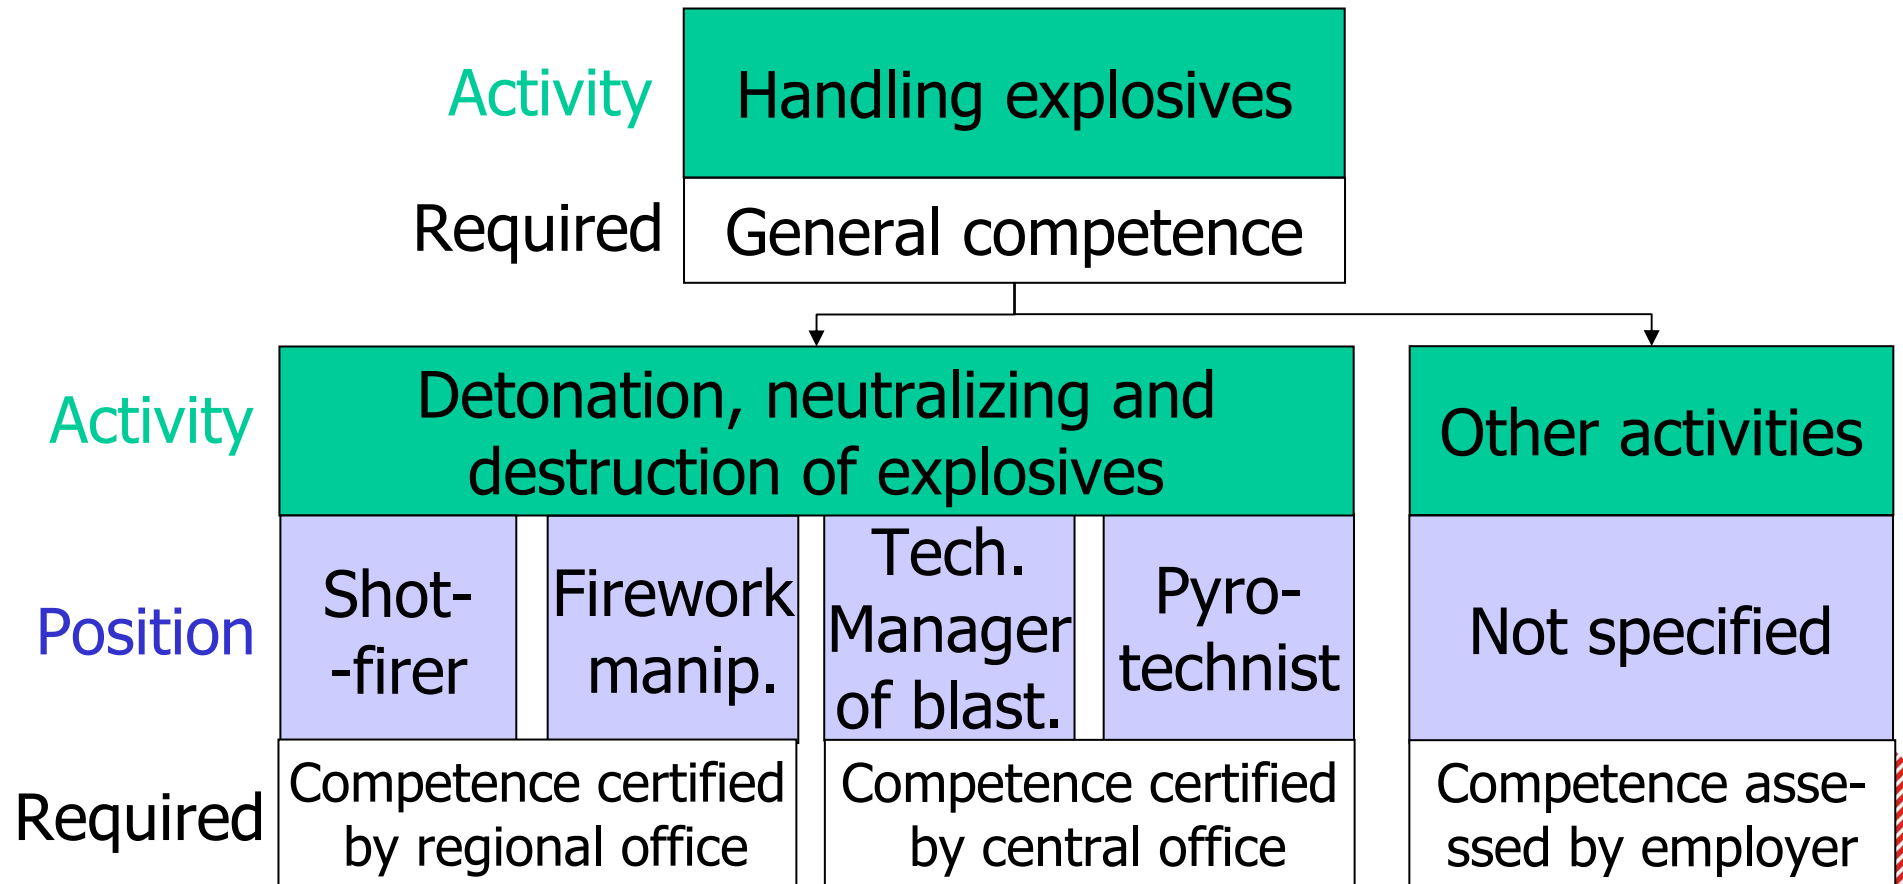 Activity
Handling explosives
Required
General competence
Activity
Detonation, neutralizing and
destruction of explosives
Other activities
Position
Shot-
-firer
Firework
manip.
Tech.
Manager
of blast.
Pyro-
technist
Not specified
Required
Competence certified
by regional office
Competence certified
by central office
Competence asse-
ssed by employer